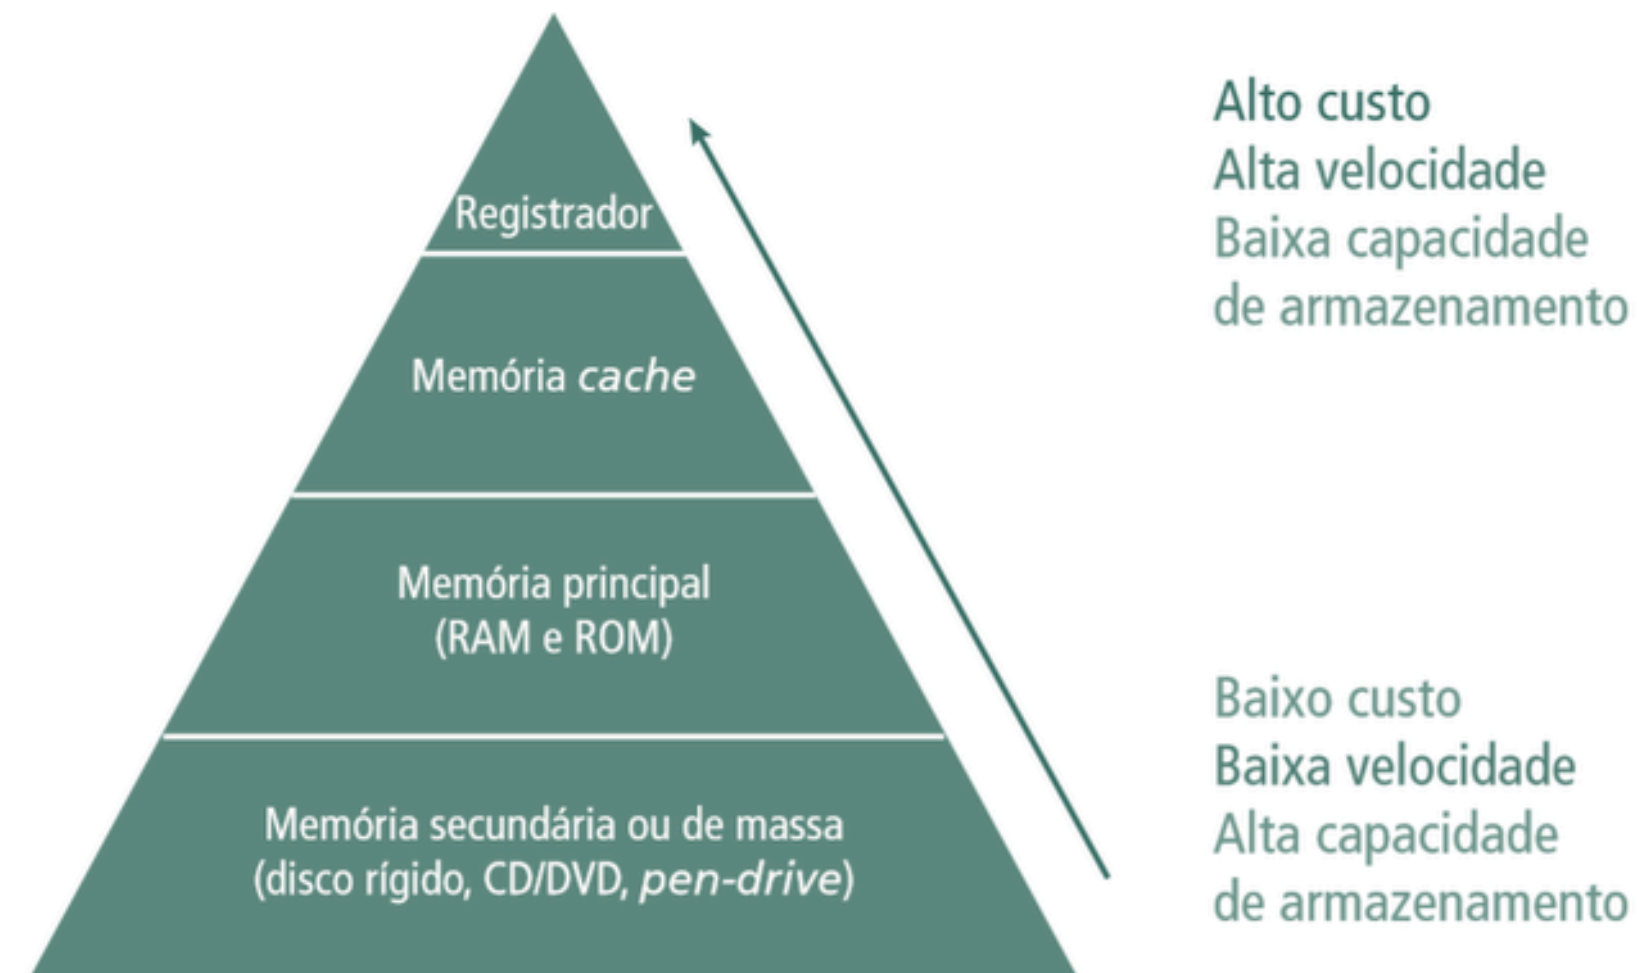 Registrador
Memória cache
Memória principal
(RAM e ROM)
Memória secundária ou de massa
(disco rígido, CD/DVD, pen-drive)
Alto custo
Alta velocidade
Baixa capacidade
de armazenamento
Baixo custo
Baixa velocidade
Alta capacidade
de armazenamento